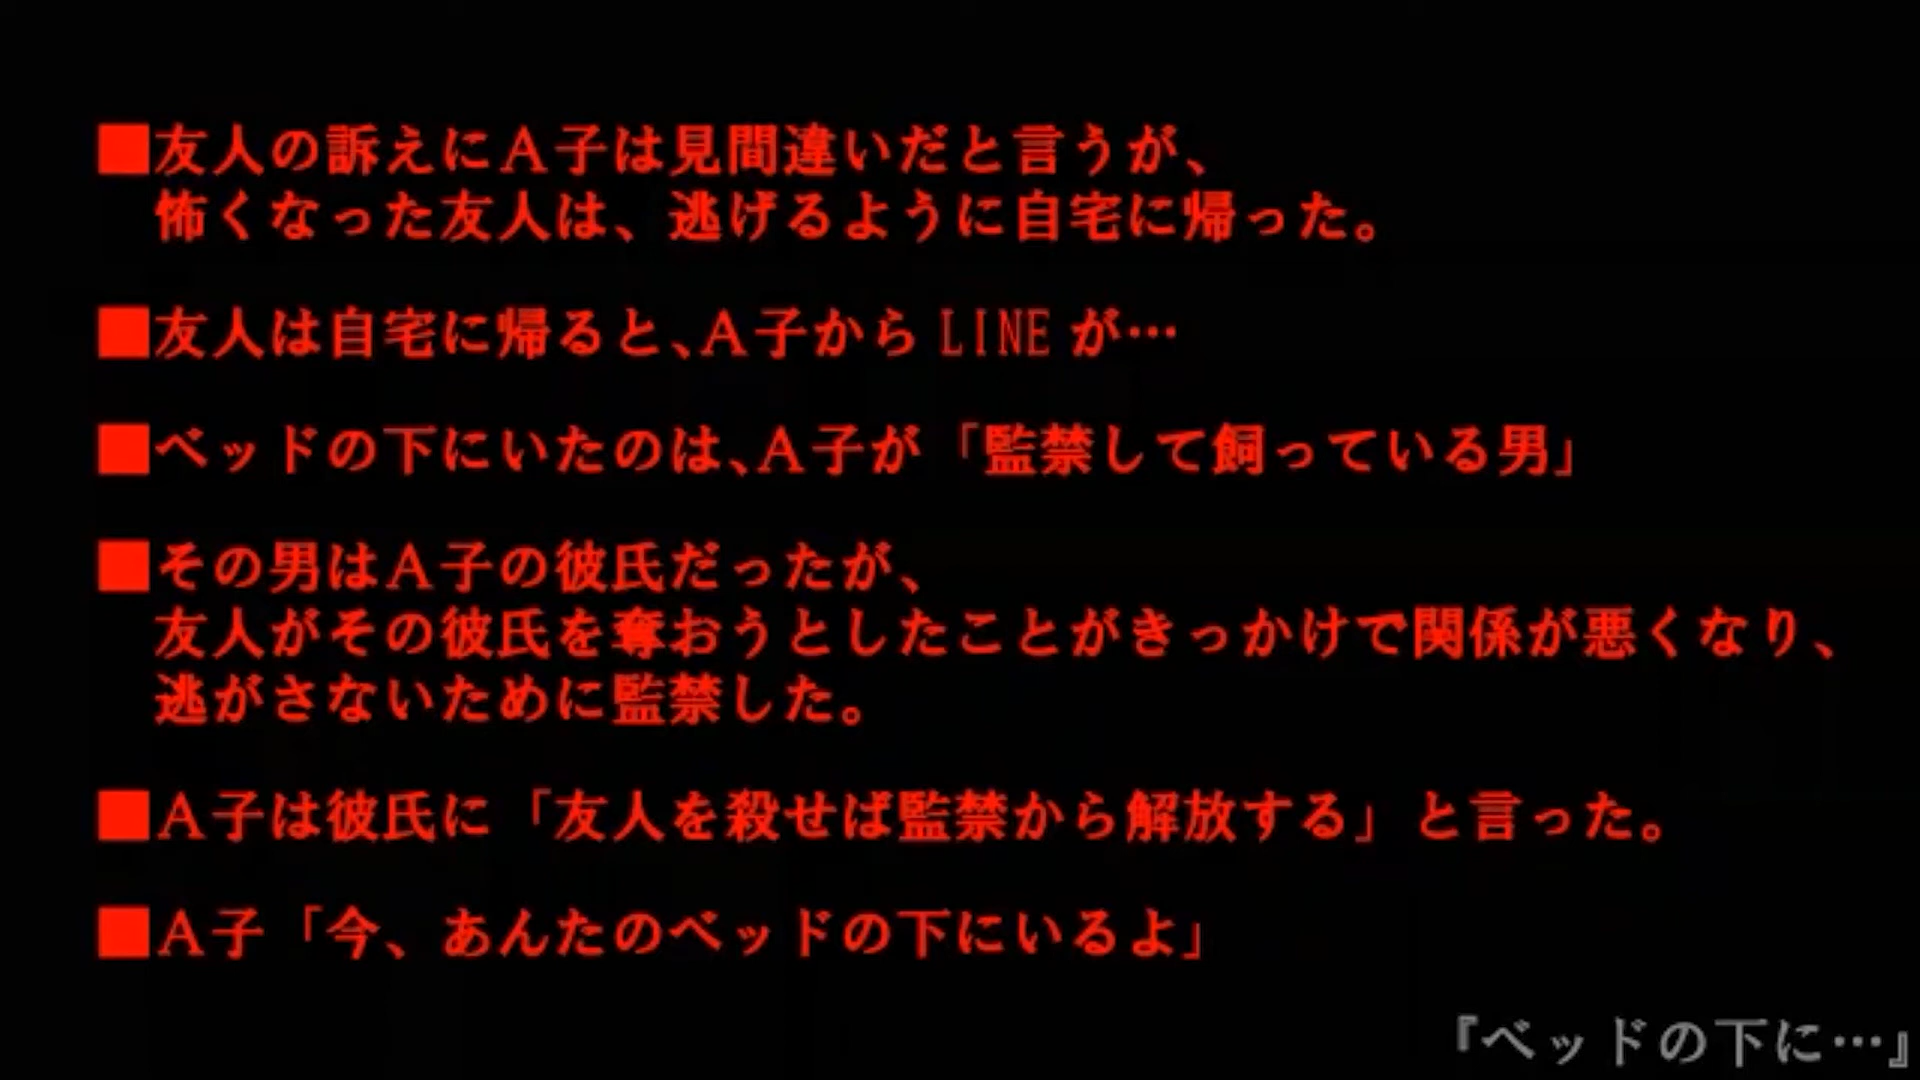 ■友人の訴えにＡ子は見間違いだと言うが、
怖くなった友人は、逃げるように自宅に帰った。
■友人は自宅に帰ると、Ａ子から LINE が…
■ベッドの下にいたのは、Ａ子が「監禁して飼っている男」
■その男はＡ子の彼氏だったが、
友人がその彼氏を奪おうとしたことがきっかけで関係が悪くなり、
逃がさないために監禁した。
■Ａ子は彼氏に「友人を殺せば監禁から解放する」と言った。
■Ａ子「今、あんたのベッドの下にいるよ」
『ベッドの下に…』